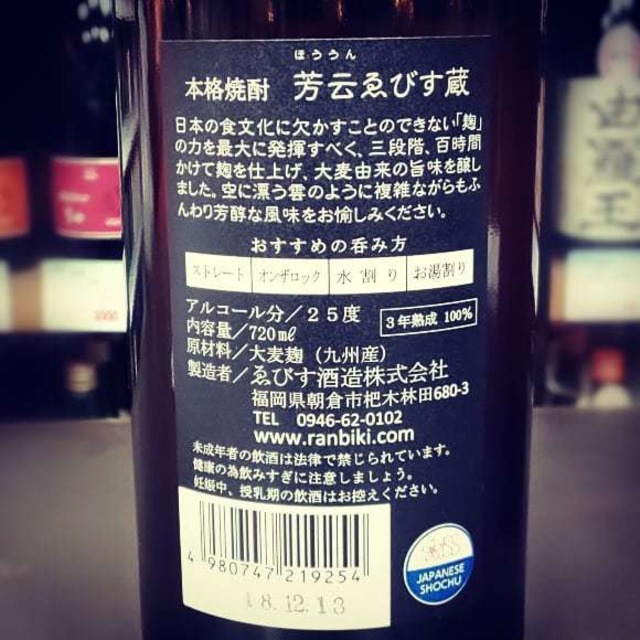 ほううん
本格焼酎 芳云ゑびす蔵
日本の食文化に欠かすことのできない「麹」
の力を最大に発揮すべく、三段階、百時間
かけて麹を仕上げ、大麦由来の旨味を醸し
ました。空に漂う雲のように複雑ながらもふ
んわり芳醇な風味をお愉しみください。
おすすめの呑み方
ストレート オンザロック 水割り お湯割り
アルコール分/25度
3年熟成 100%
内容量/720mℓ
原材料/大麦麹(九州産)
製造者/ゑびす酒造株式会社
福岡県朝倉市杷木林田680-3
TEL 0946-62-0102
www.ranbiki.com
未成年者の飲酒は法律で禁じられています。
健康の為飲みすぎに注意しましょう。
妊娠中、授乳期の飲酒はお控えください。
4 980747 219254
18.12.13
JAPANESE
SHOCHU